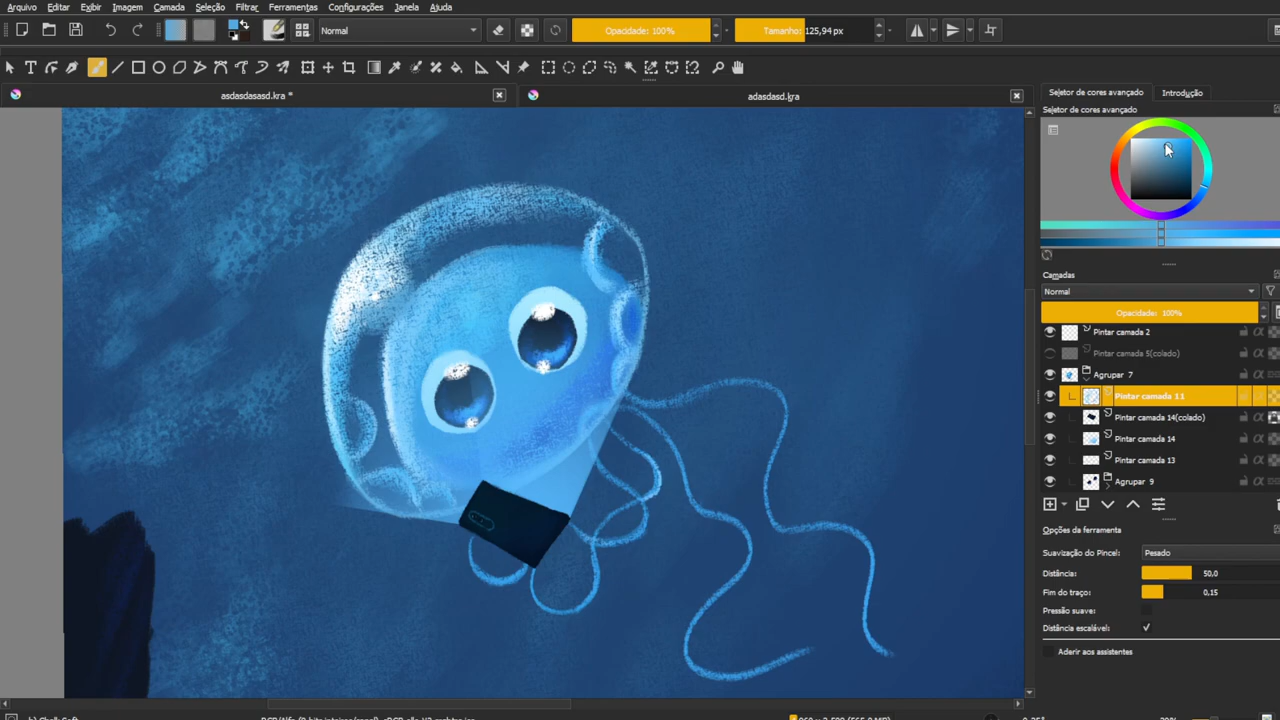 Arquivo Editar Exibir Imagem Camada Seleção Filtrar Ferramentas Configurações Janela Ajuda
Normal Opacidade: 100% Tamanho: 125,94 px
asdasdasasd.kra * adasdasd.kra
Sejetor de cores avançado Introdução
Sejetor de cores avançado
Camadas
Normal
Opacidade: 100%
Pintar camada 2
Pintar camada 5(colado)
Agrupar 7
Pintar camada 11
Pintar camada 14(colado)
Pintar camada 14
Pintar camada 13
Agrupar 9
Opções da ferramenta
Suavização do Pincel: Pesado
Distância: 50,0
Fim do traço: 0,15
Pressão suave:
Distância escalável:
Aderir aos assistentes